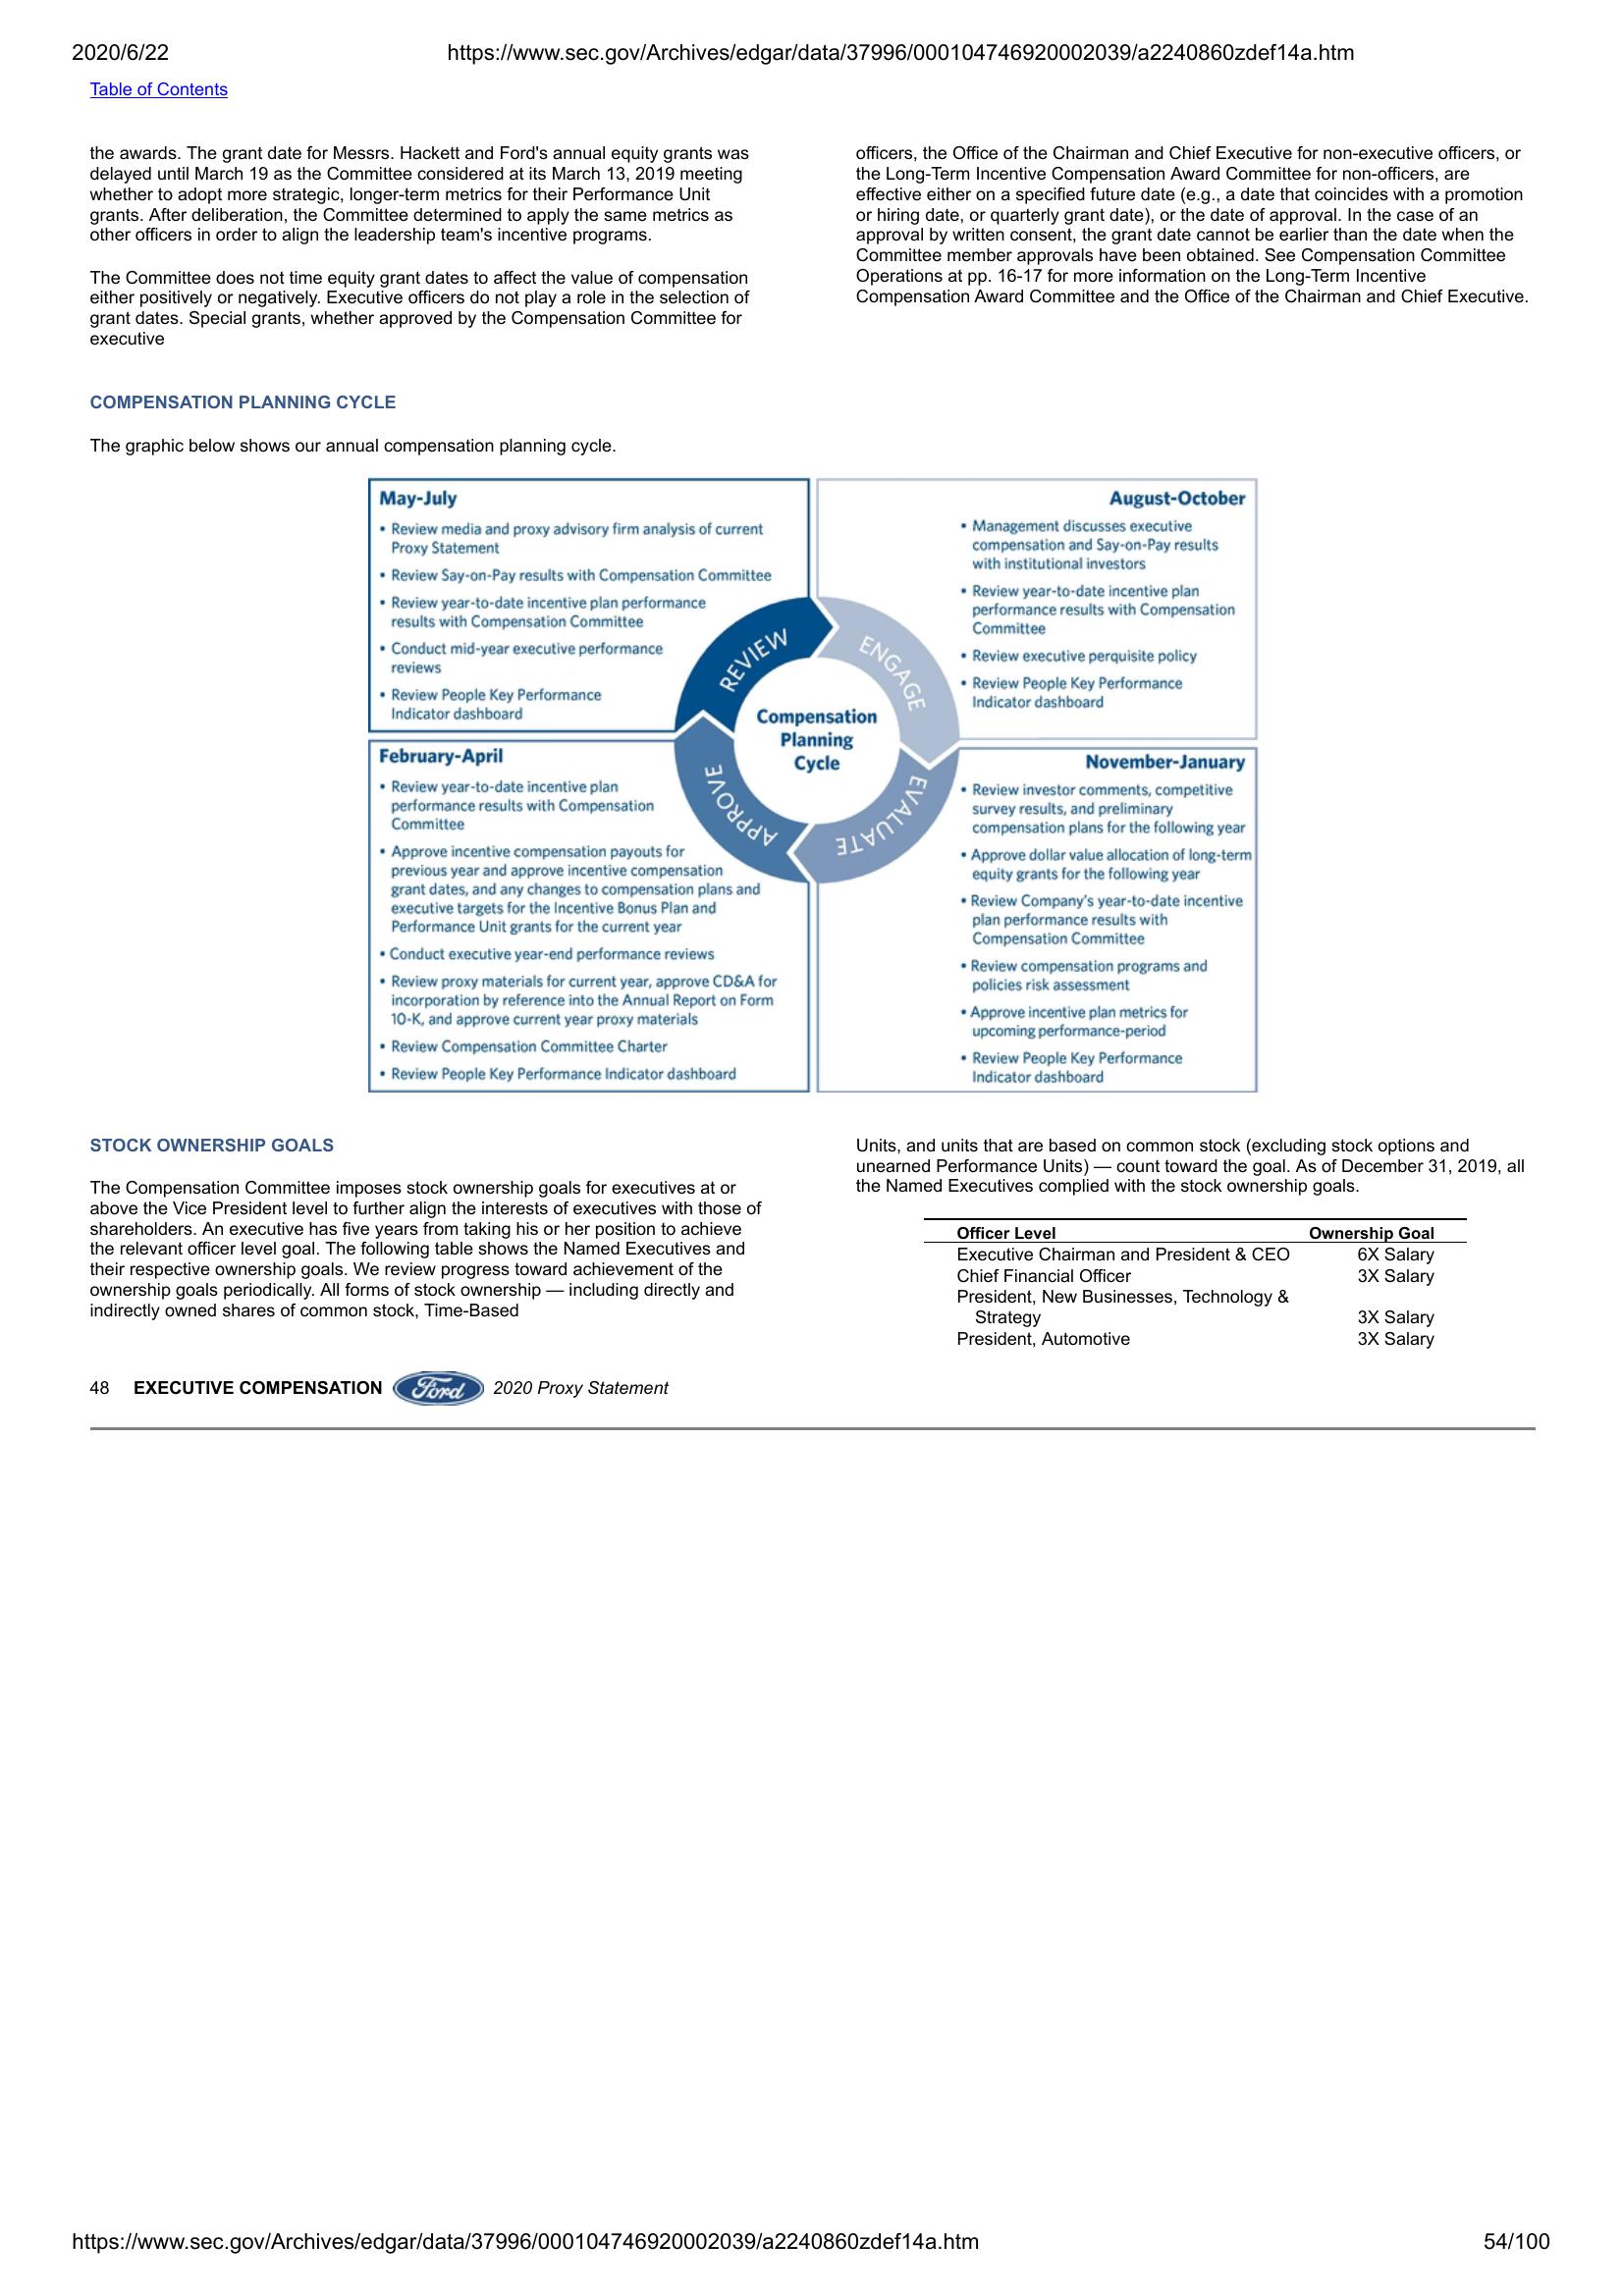 2020/6/22
https://www.sec.gov/Archives/edgar/data/37996/000104746920002039/a2240860zdef14a.htm
Table of Contents
the awards. The grant date for Messrs. Hackett and Ford's annual equity grants was
delayed until March 19 as the Committee considered at its March 13, 2019 meeting
whether to adopt more strategic, longer-term metrics for their Performance Unit
grants. After deliberation, the Committee determined to apply the same metrics as
other officers in order to align the leadership team's incentive programs.
The Committee does not time equity grant dates to affect the value of compensation
either positively or negatively. Executive officers do not play a role in the selection of
grant dates. Special grants, whether approved by the Compensation Committee for
executive
officers, the Office of the Chairman and Chief Executive for non-executive officers, or
the Long-Term Incentive Compensation Award Committee for non-officers, are
effective either on a specified future date (e.g., a date that coincides with a promotion
or hiring date, or quarterly grant date), or the date of approval. In the case of an
approval by written consent, the grant date cannot be earlier than the date when the
Committee member approvals have been obtained. See Compensation Committee
Operations at pp. 16-17 for more information on the Long-Term Incentive
Compensation Award Committee and the Office of the Chairman and Chief Executive.
COMPENSATION PLANNING CYCLE
The graphic below shows our annual compensation planning cycle.
May-July
• Review media and proxy advisory firm analysis of current
Proxy Statement
• Review Say-on-Pay results with Compensation Committee
• Review year-to-date incentive plan performance
results with Compensation Committee
• Conduct mid-year executive performance
reviews
• Review People Key Performance
Indicator dashboard
August-October
• Management discusses executive
compensation and Say-on-Pay results
with institutional investors
• Review year-to-date incentive plan
performance results with Compensation
Committee
• Review executive perquisite policy
• Review People Key Performance
Indicator dashboard
REVIEW
ENGAGE
Compensation
Planning
Cycle
APPROVE
EVALUATE
February-April
• Review year-to-date incentive plan
performance results with Compensation
Committee
• Approve incentive compensation payouts for
previous year and approve incentive compensation
grant dates, and any changes to compensation plans and
executive targets for the Incentive Bonus Plan and
Performance Unit grants for the current year
• Conduct executive year-end performance reviews
• Review proxy materials for current year, approve CD&A for
incorporation by reference into the Annual Report on Form
10-K, and approve current year proxy materials
• Review Compensation Committee Charter
• Review People Key Performance Indicator dashboard
November-January
• Review investor comments, competitive
survey results, and preliminary
compensation plans for the following year
• Approve dollar value allocation of long-term
equity grants for the following year
• Review Company's year-to-date incentive
plan performance results with
Compensation Committee
• Review compensation programs and
policies risk assessment
• Approve incentive plan metrics for
upcoming performance-period
• Review People Key Performance
Indicator dashboard
STOCK OWNERSHIP GOALS
The Compensation Committee imposes stock ownership goals for executives at or
above the Vice President level to further align the interests of executives with those of
shareholders. An executive has five years from taking his or her position to achieve
the relevant officer level goal. The following table shows the Named Executives and
their respective ownership goals. We review progress toward achievement of the
ownership goals periodically. All forms of stock ownership — including directly and
indirectly owned shares of common stock, Time-Based
Units, and units that are based on common stock (excluding stock options and
unearned Performance Units) — count toward the goal. As of December 31, 2019, all
the Named Executives complied with the stock ownership goals.
Officer Level Ownership Goal
Executive Chairman and President & CEO 6X Salary
Chief Financial Officer 3X Salary
President, New Businesses, Technology &
Strategy 3X Salary
President, Automotive 3X Salary
48 EXECUTIVE COMPENSATION Ford 2020 Proxy Statement
https://www.sec.gov/Archives/edgar/data/37996/000104746920002039/a2240860zdef14a.htm
54/100